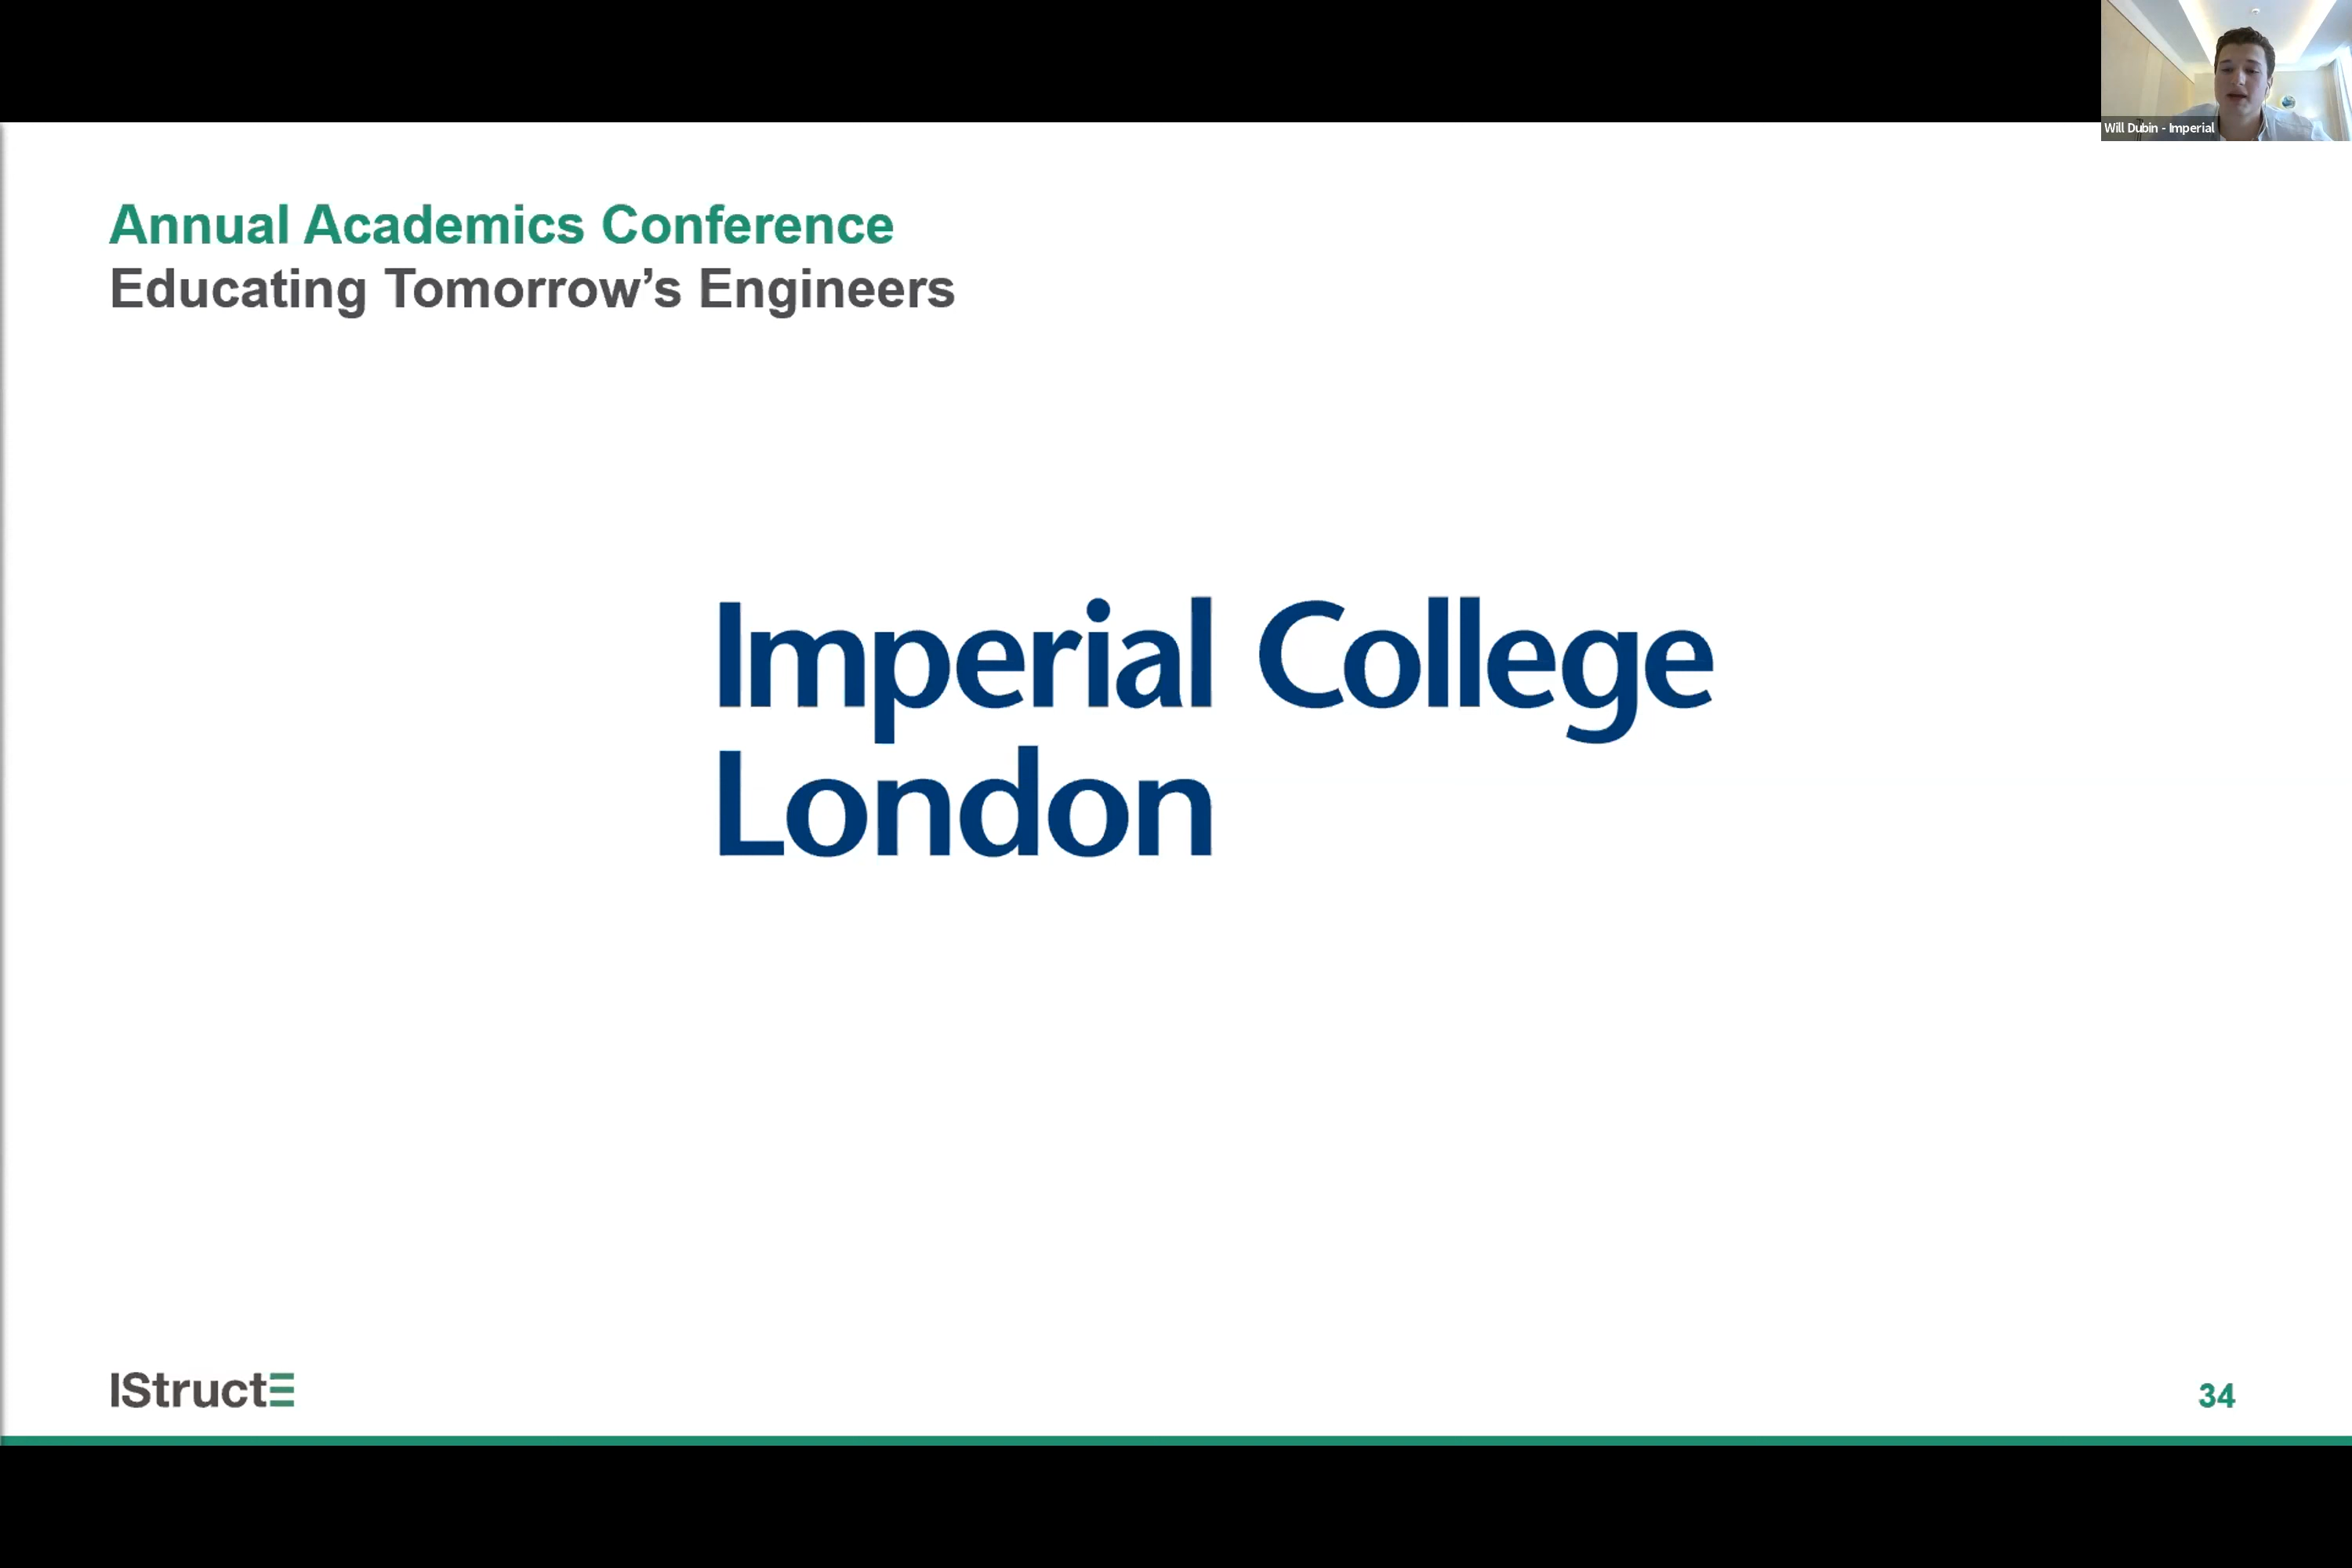 Will Dubin - Imperial
Annual Academics Conference
Educating Tomorrow’s Engineers
Imperial College
London
IStructE
34